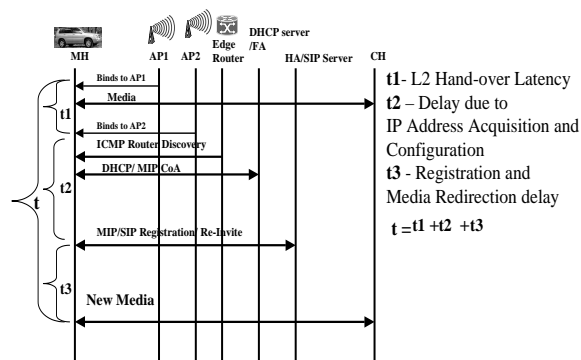 DHCP server
/FA
Edge
Router
MH
AP1
AP2
HA/SIP Server
CH
Binds to AP1
Media
t1
Binds to AP2
ICMP Router Discovery
DHCP/ MIP CoA
t2
t
MIP/SIP Registration/ Re-Invite
t3
New Media
t1- L2 Hand-over Latency
t2 – Delay due to
IP Address Acquisition and
Configuration
t3 - Registration and
Media Redirection delay
t =t1 +t2 +t3